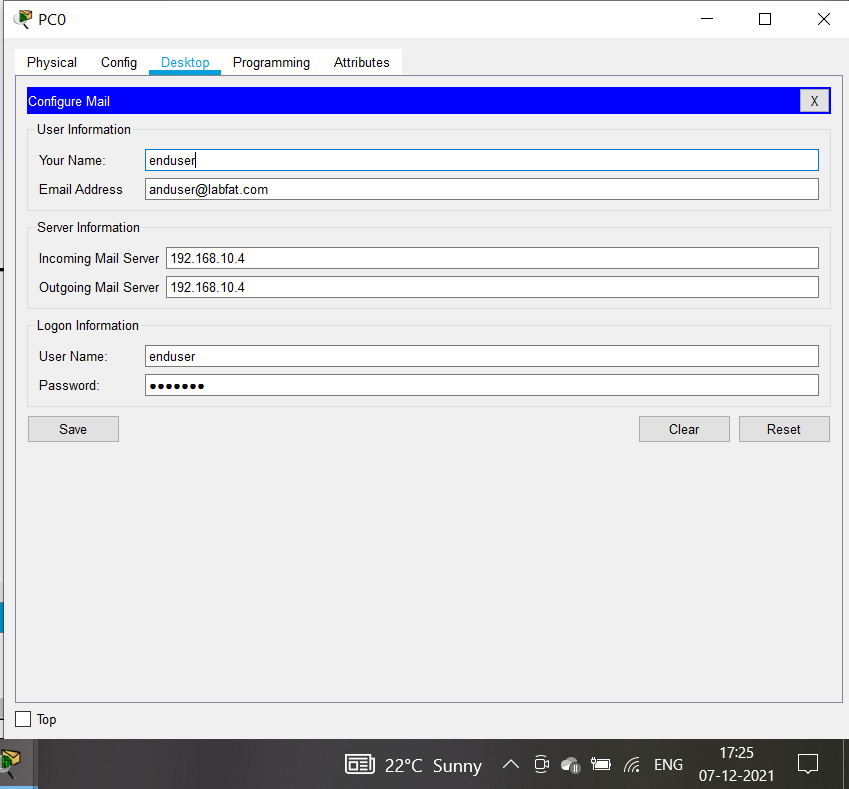 PC0
Physical Config Desktop Programming Attributes
Configure Mail X
User Information
Your Name: enduser
Email Address anduser@labfat.com
Server Information
Incoming Mail Server 192.168.10.4
Outgoing Mail Server 192.168.10.4
Logon Information
User Name: enduser
Password: ●●●●●●●
Save Clear Reset
Top
22°C Sunny ENG 17:25
07-12-2021